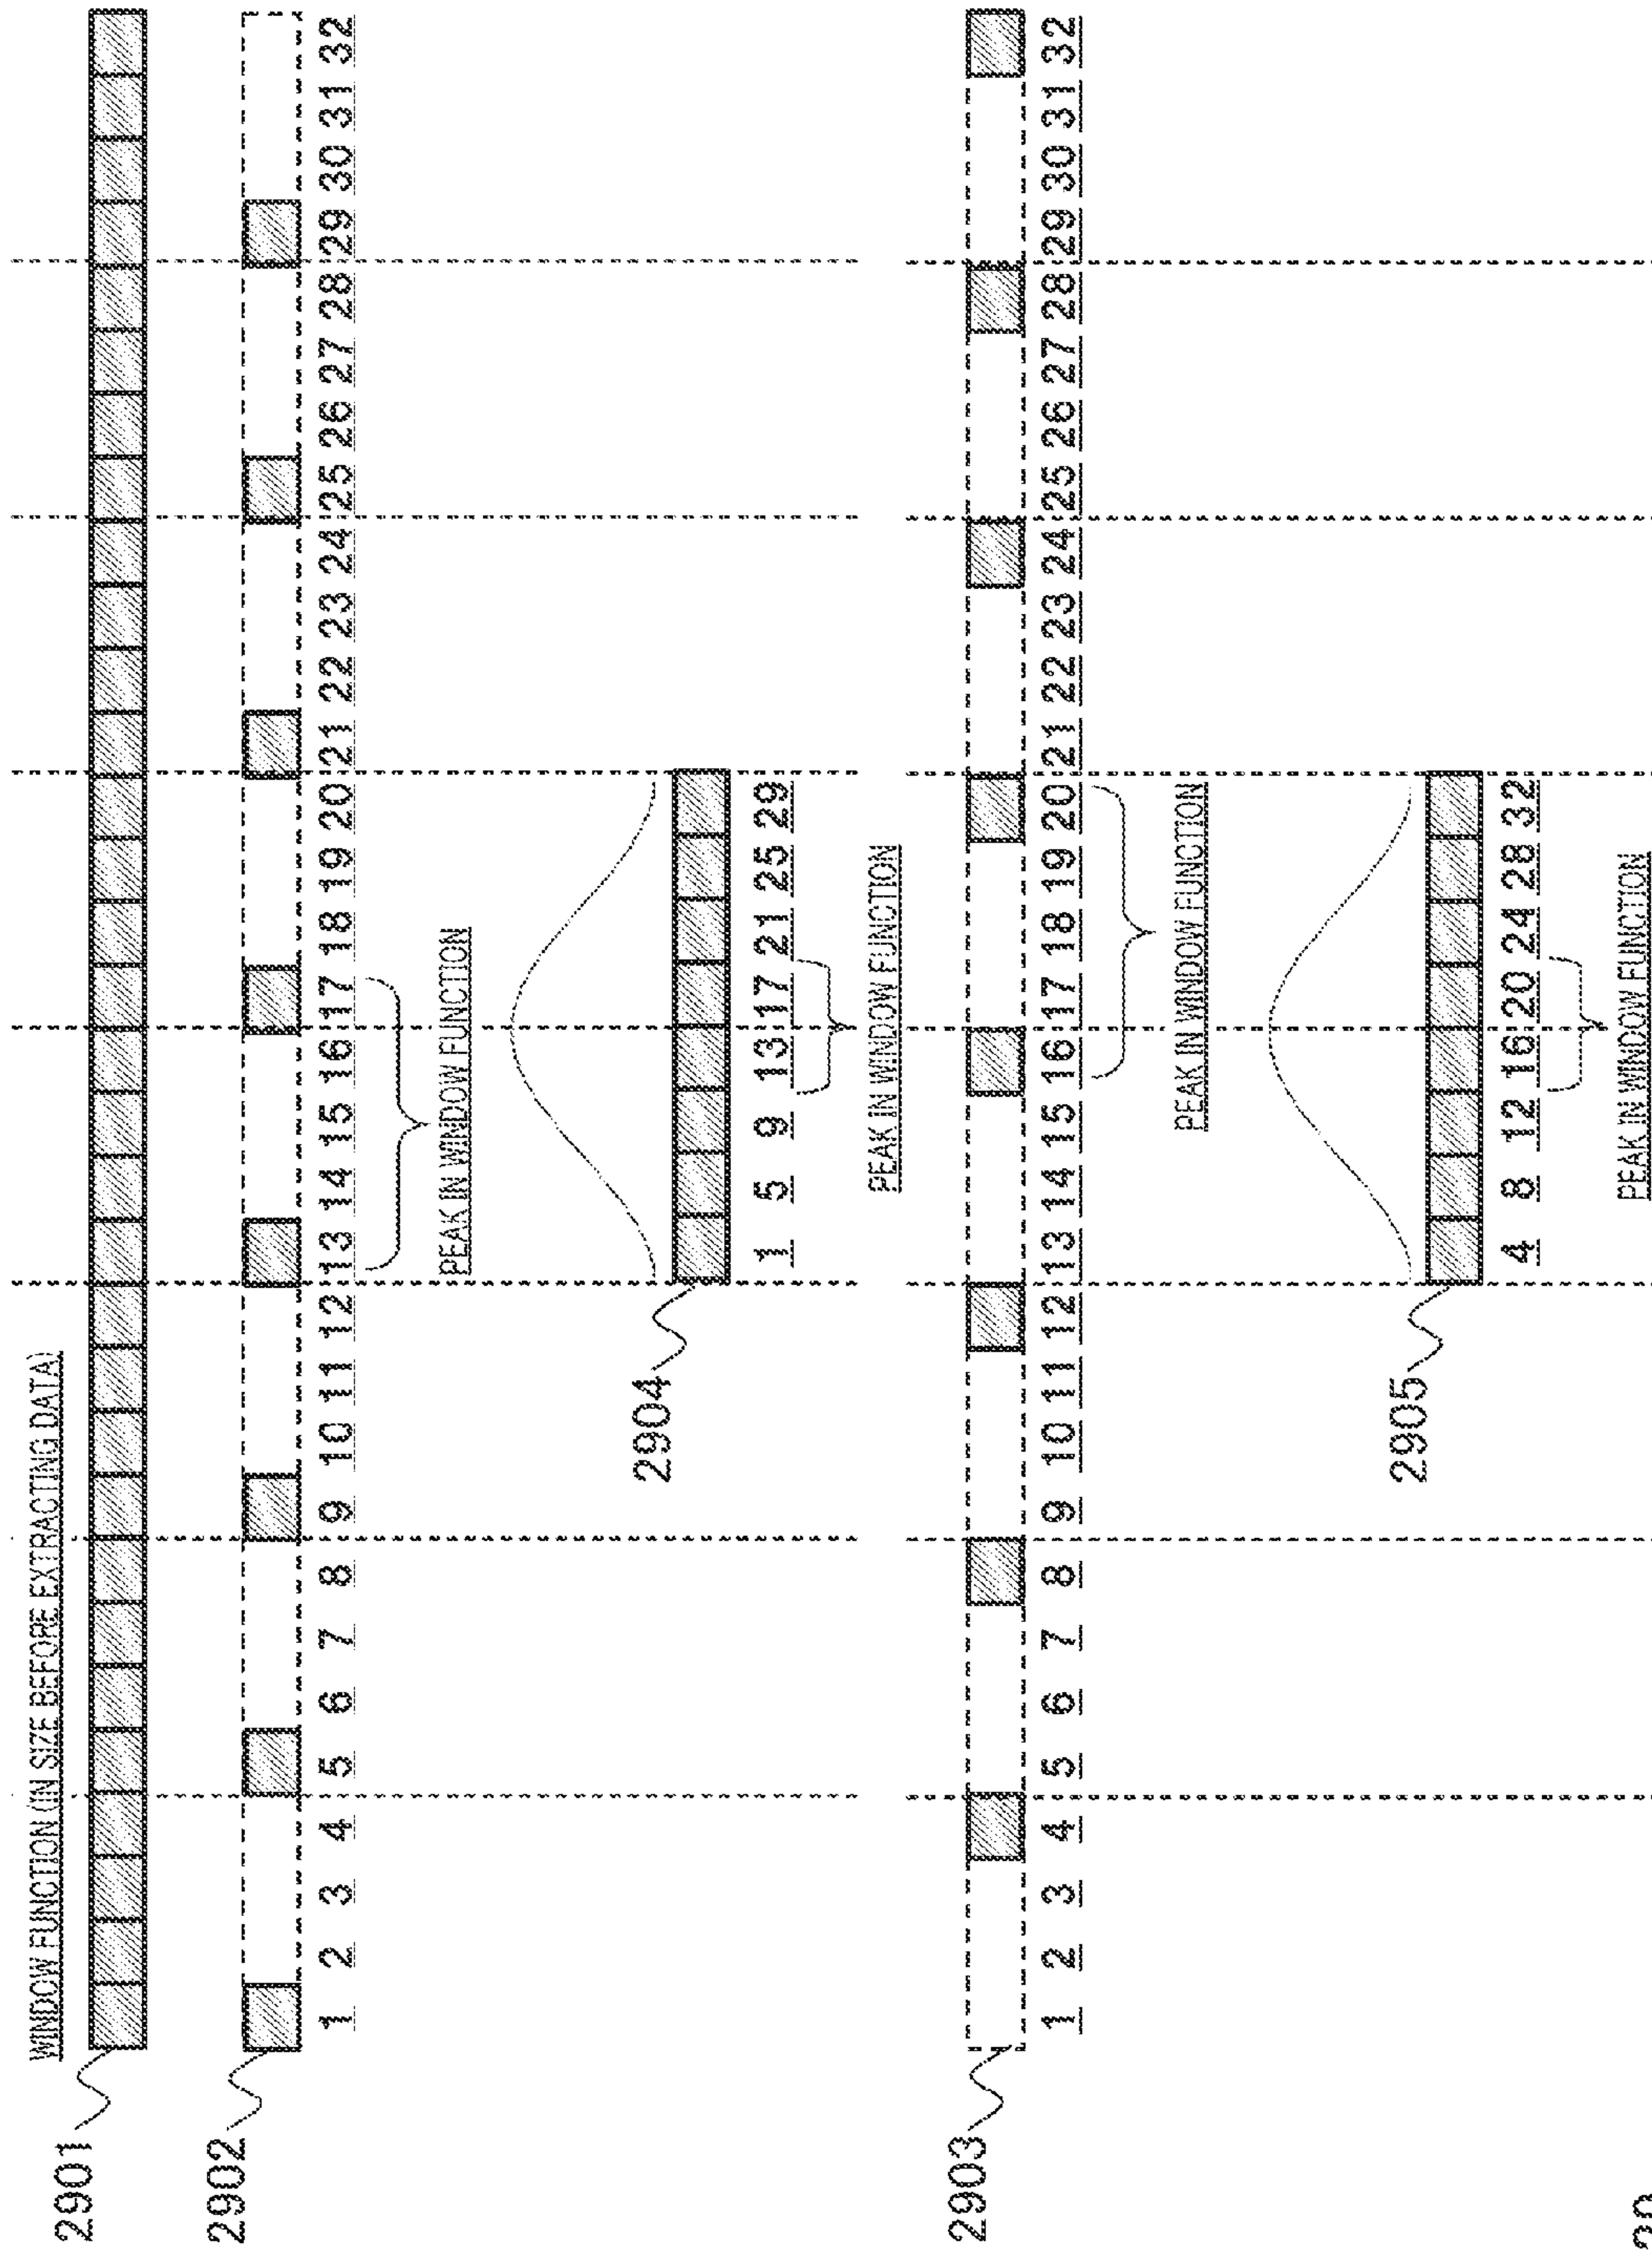 WINDOW FUNCTION (IN SIZE BEFORE EXTRACTING DATA)
2901
2902
1 2 3 4 5 6 7 8 9 10 11 12 13 14 15 16 17 18 19 20 21 22 23 24 25 26 27 28 29 30 31 32
PEAK IN WINDOW FUNCTION
2904
1 5 9 13 17 21 25 29
PEAK IN WINDOW FUNCTION
2903
1 2 3 4 5 6 7 8 9 10 11 12 13 14 15 16 17 18 19 20 21 22 23 24 25 26 27 28 29 30 31 32
PEAK IN WINDOW FUNCTION
2905
4 8 12 16 20 24 28 32
PEAK IN WINDOW FUNCTION